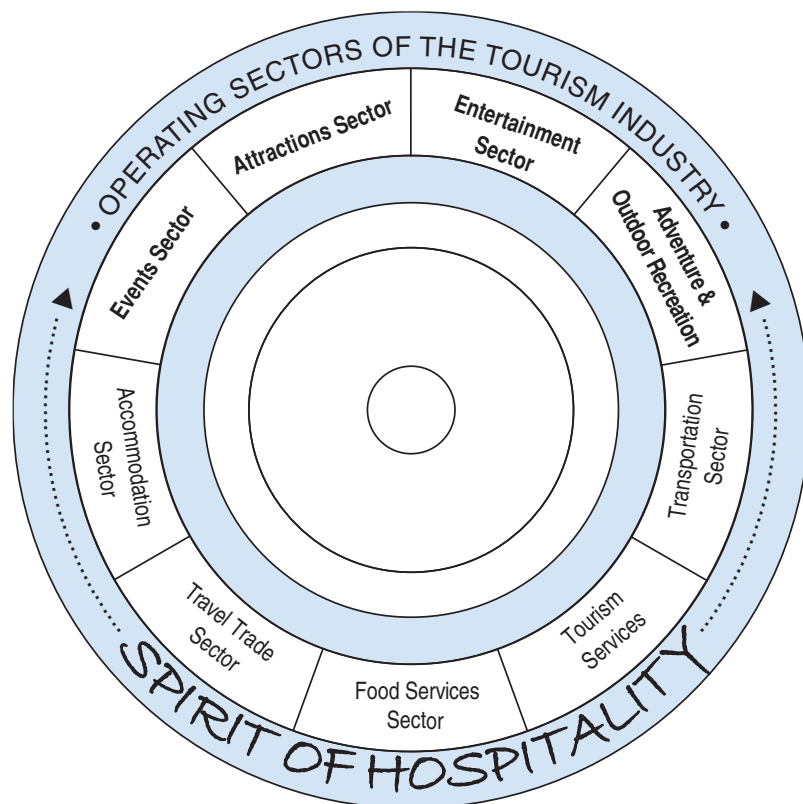 • OPERATING SECTORS OF THE TOURISM INDUSTRY •
Attractions Sector
Entertainment
Sector
Adventure &
Outdoor Recreation
Transportation
Sector
Tourism
Services
Food Services
Sector
Travel Trade
Sector
Accommodation
Sector
Events Sector
SPIRIT OF HOSPITALITY